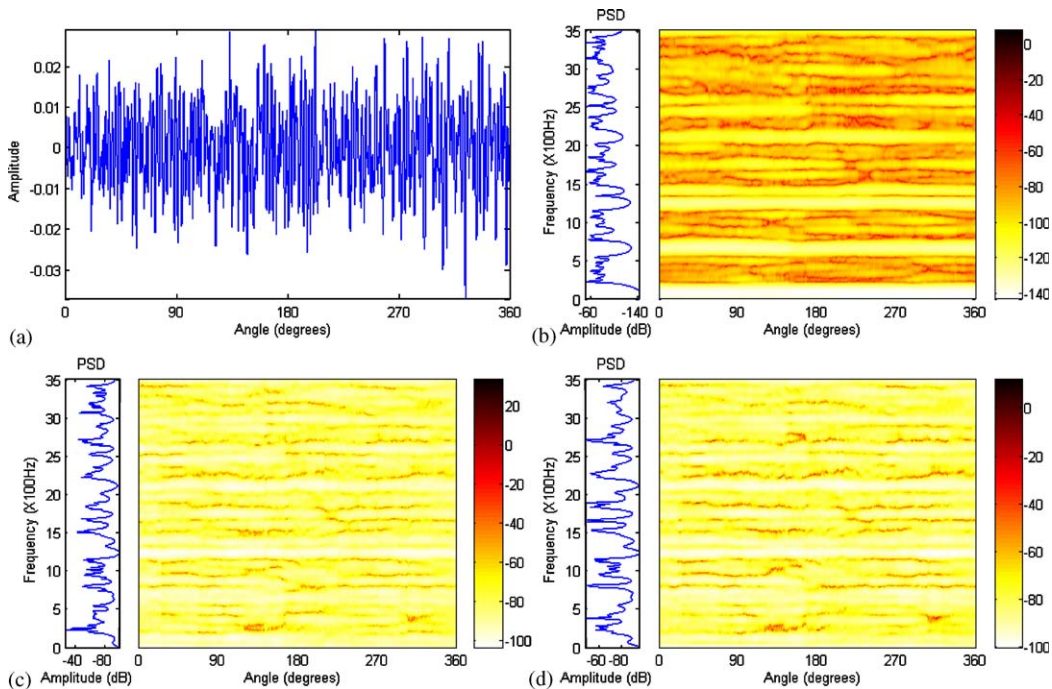 0.02
0.01
0
-0.01
-0.02
-0.03
Amplitude
0 90 180 270 360
Angle (degrees)
(a)
PSD
35
30
25
20
15
10
5
0
Frequency (X100Hz)
-60 -140
Amplitude (dB)
0 90 180 270 360
Angle (degrees)
0
-20
-40
-60
-80
-100
-120
-140
(b)
PSD
35
30
25
20
15
10
5
0
Frequency (X100Hz)
-40 -80
Amplitude (dB)
0 90 180 270 360
Angle (degrees)
20
0
-20
-40
-60
-80
-100
(c)
PSD
35
30
25
20
15
10
5
0
Frequency (X100Hz)
-60 -80
Amplitude (dB)
0 90 180 270 360
Angle (degrees)
0
-20
-40
-60
-80
-100
(d)